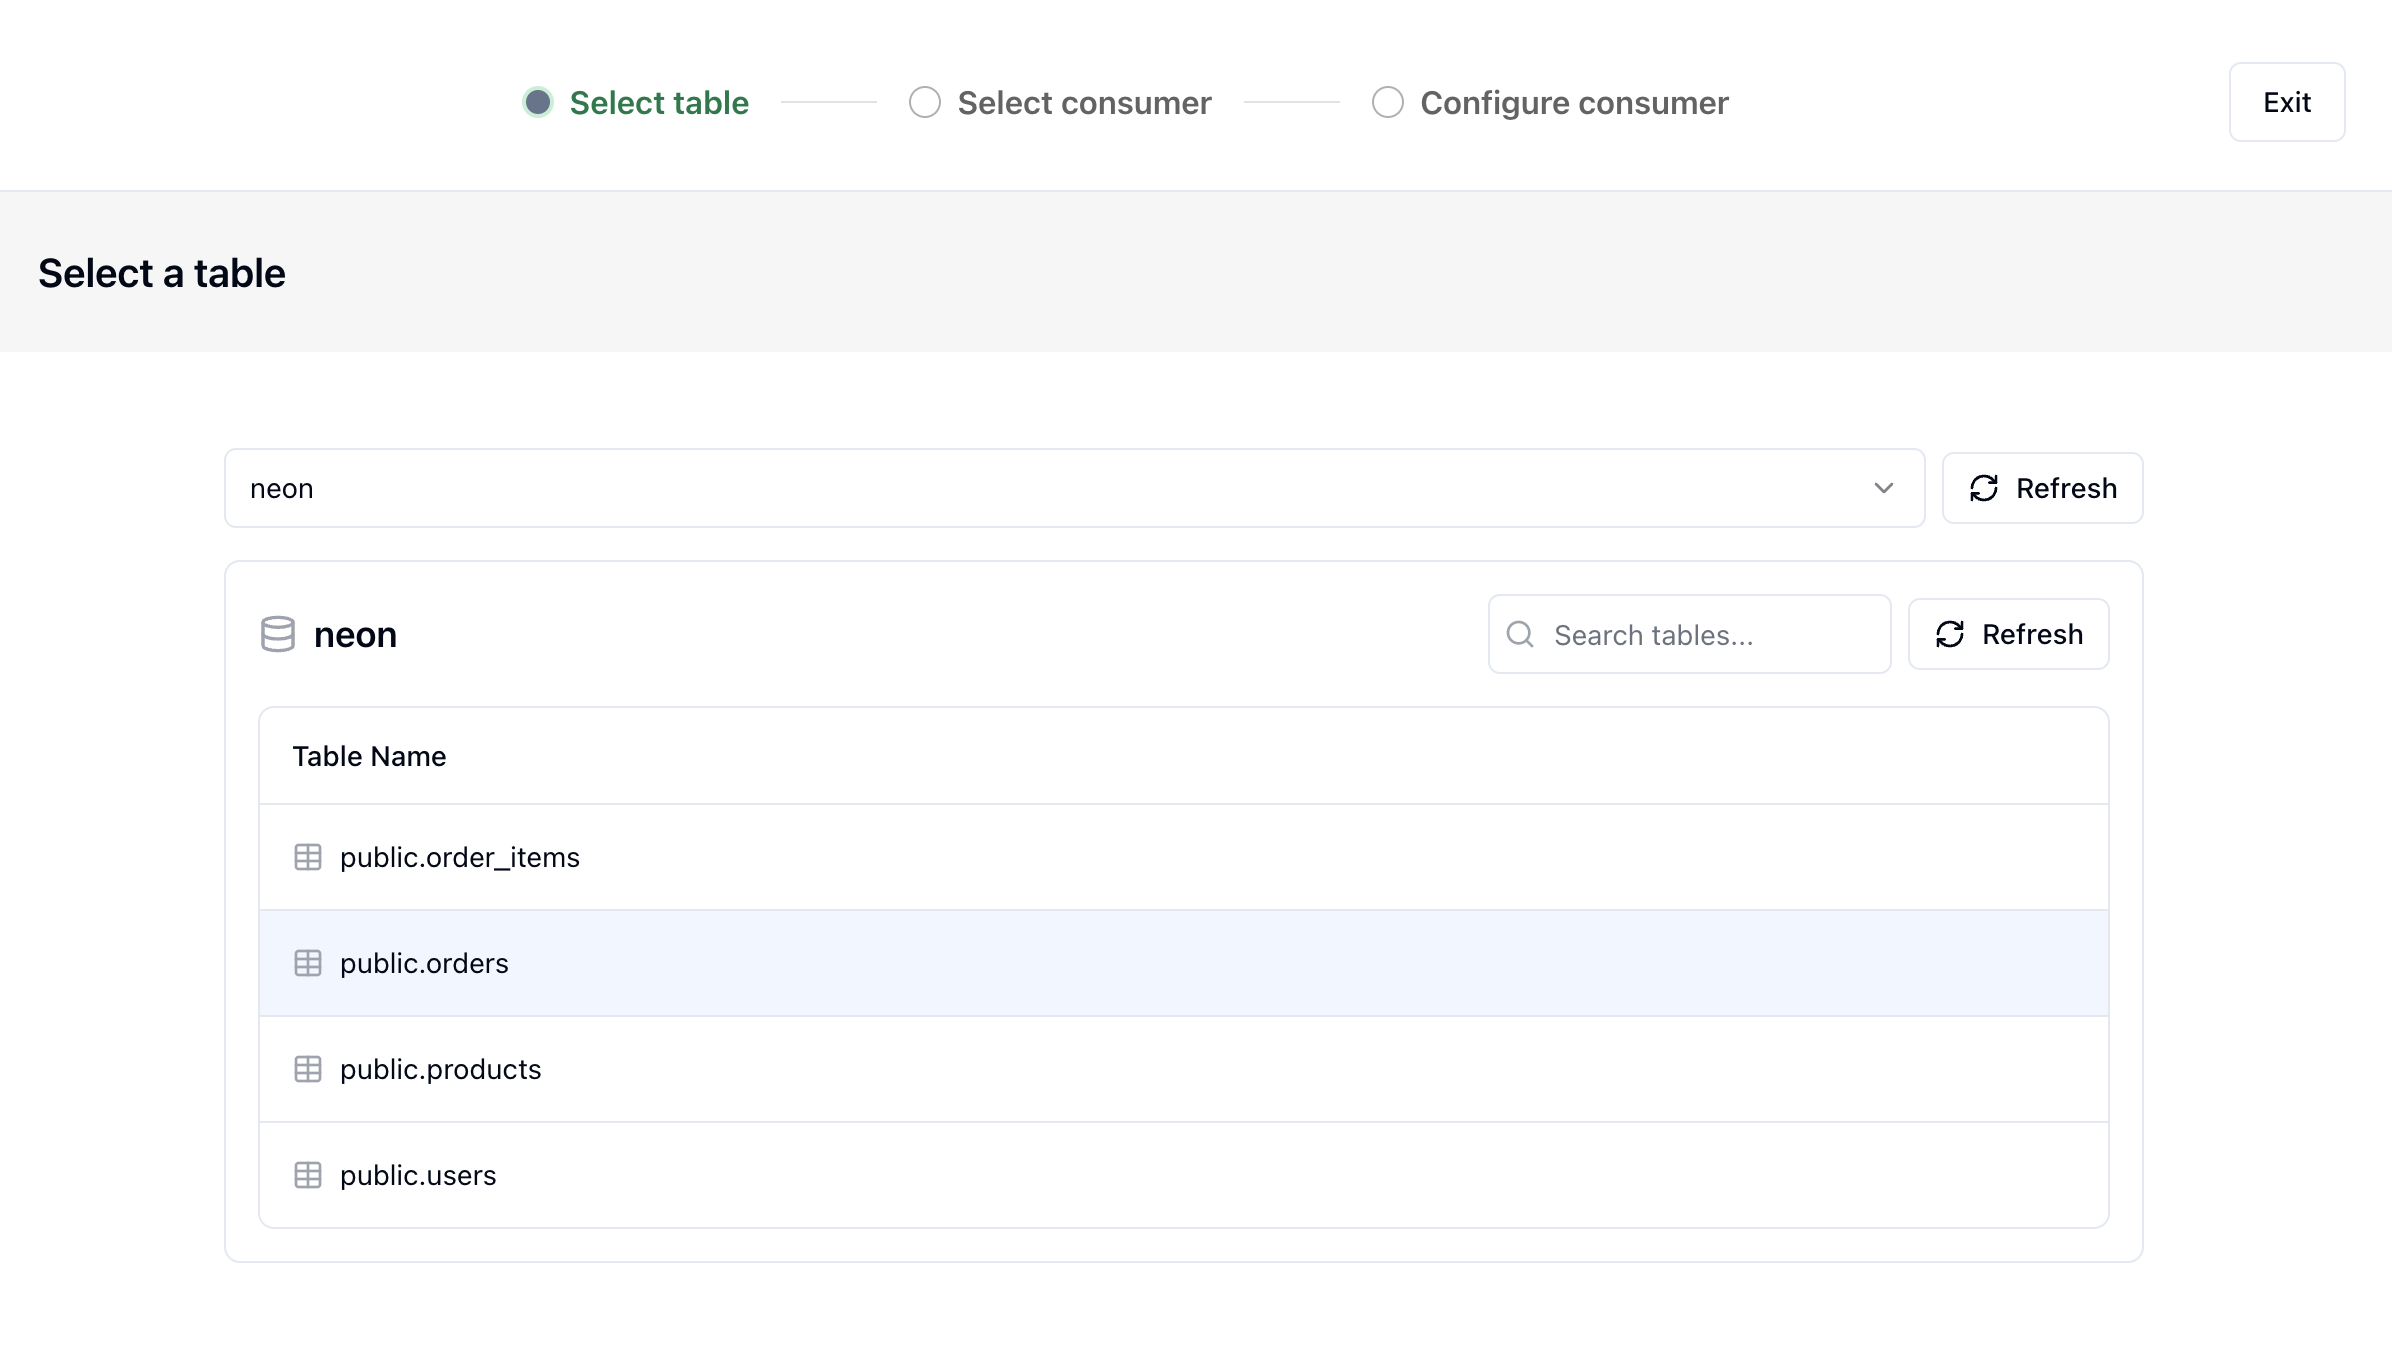 Select table Select consumer Configure consumer Exit
Select a table
neon Refresh
neon Search tables... Refresh
Table Name
public.order_items
public.orders
public.products
public.users